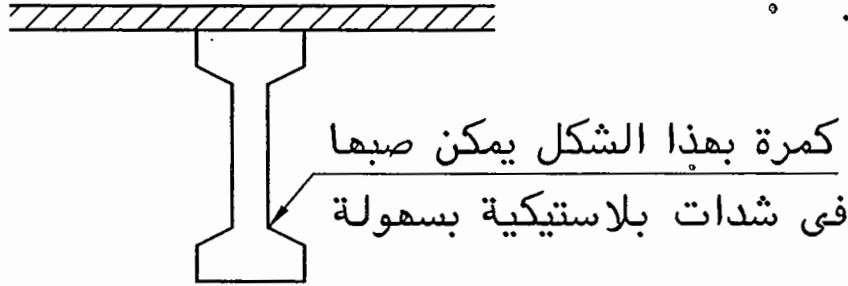 كمرة بهذا الشكل يمكن صبها
فى شدات بلاستيكية بسهولة